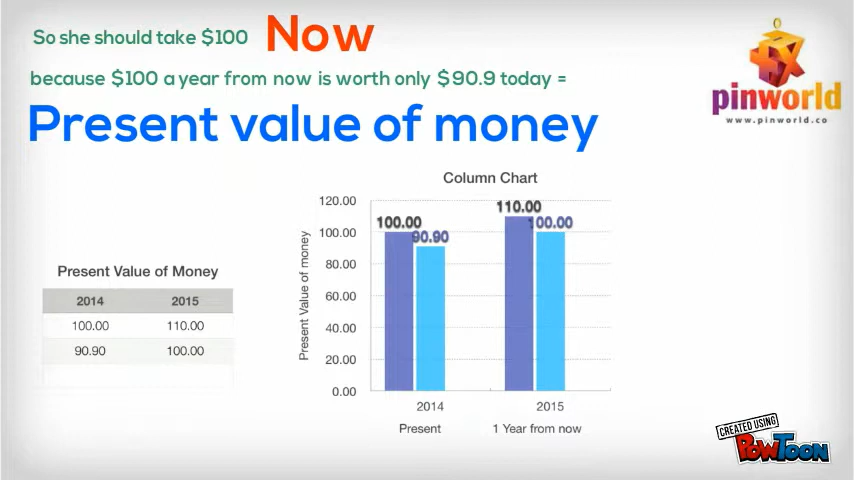 So she should take $100 Now
because $100 a year from now is worth only $90.9 today =
Present value of money
pinworld
www.pinworld.co
Column Chart
Present Value of Money
2014 2015
100.00 110.00
90.90 100.00
Present Value of money
120.00
100.00
80.00
60.00
40.00
20.00
0.00
100.00
90.90
110.00
100.00
2014 2015
Present 1 Year from now
CREATED USING
POWTOON